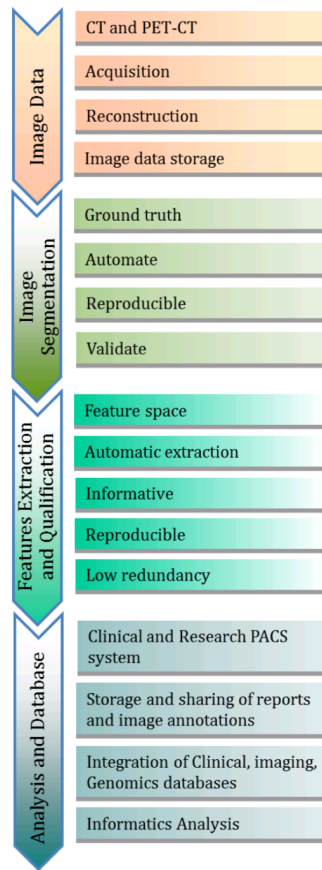 Image Data
CT and PET-CT
Acquisition
Reconstruction
Image data storage
Image
Segmentation
Ground truth
Automate
Reproducible
Validate
Features Extraction
and Qualification
Feature space
Automatic extraction
Informative
Reproducible
Low redundancy
Analysis and Database
Clinical and Research PACS
system
Storage and sharing of reports
and image annotations
Integration of Clinical, imaging,
Genomics databases
Informatics Analysis